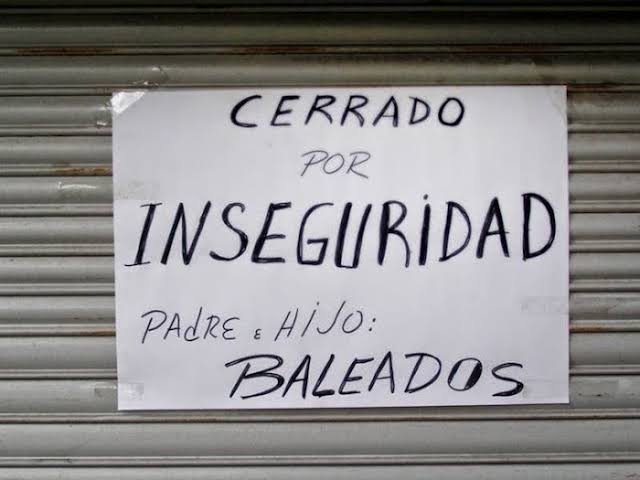 CERRADO
POR
INSEGURiDAD
PAdRE E HiJO:
BALEADOS